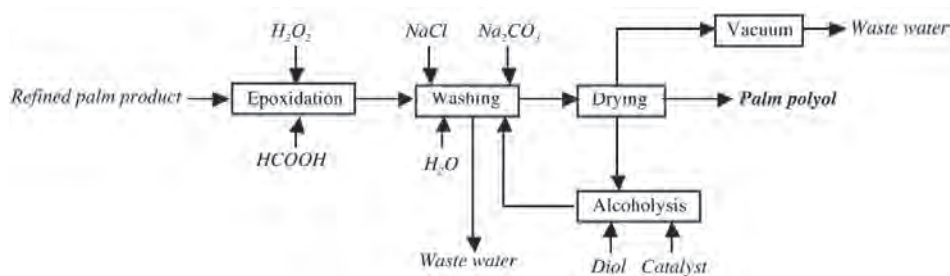 Vacuum
Waste water
H₂O₂
NaCl
Na₂CO₃
Refined palm product
Epoxidation
Washing
Drying
Palm polyol
HCOOH
H₂O
Alcoholysis
Waste water
Diol
Catalyst